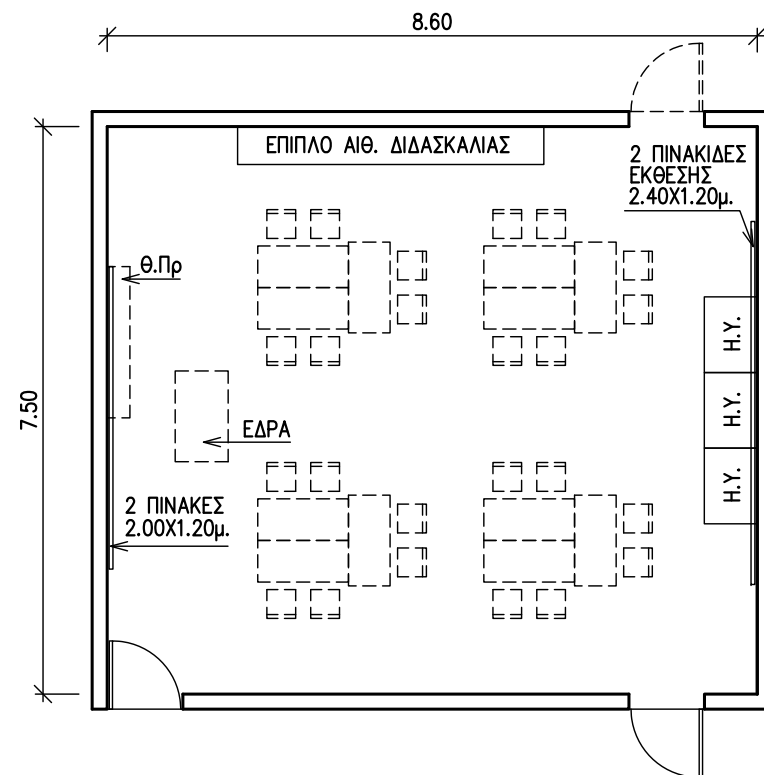 8.60
ΕΠΙΠΛΟ ΑΙΘ. ΔΙΔΑΣΚΑΛΙΑΣ
2 ΠΙΝΑΚΙΔΕΣ
ΕΚΘΕΣΗΣ
2.40Χ1.20μ.
Θ.Πρ
Η.Υ.
7.50
Η.Υ.
ΕΔΡΑ
Η.Υ.
2 ΠΙΝΑΚΕΣ
2.00Χ1.20μ.